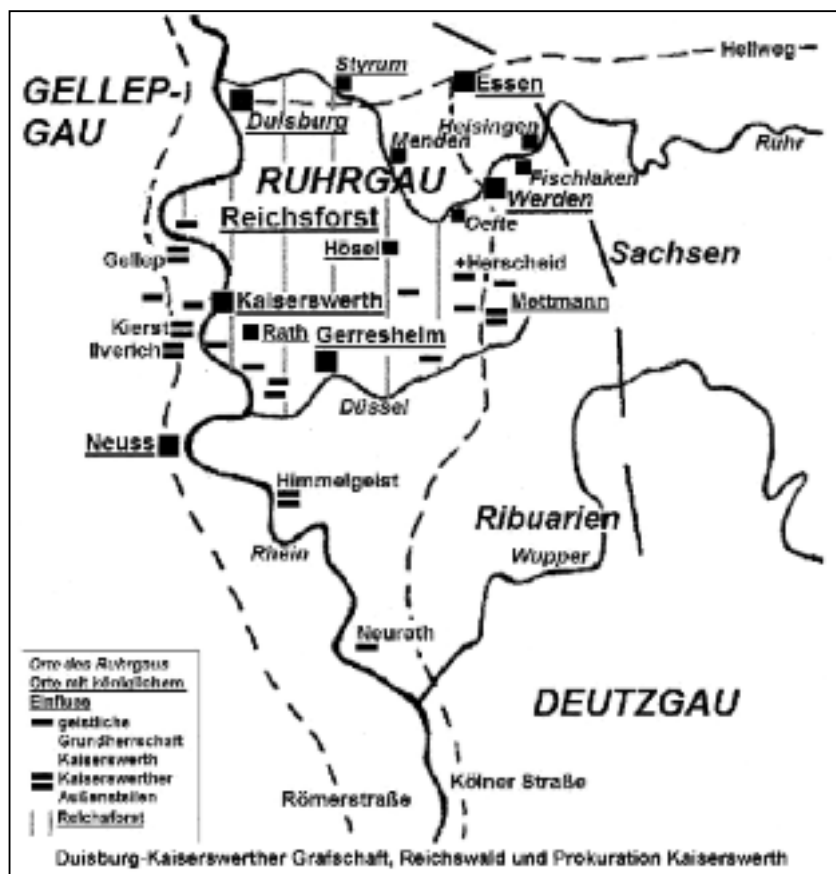 Hellweg
Styrum
GELLEP-
GAU
Essen
Duisburg
Heisingen
Menden
Ruhr
RUHRGAU
Fischlaken
Werden
Reichsforst
Oefte
Sachsen
Gellep
Hösel
+Herscheid
Kaiserswerth
Mettmann
Kierst
Rath
Gerresheim
Ilverich
Düssel
Neuss
Himmelgeist
Ribuarien
Rhein
Wupper
Neurath
Orte des Ruhrgaus
Orte mit königlichem
Einfluss
geistliche
Grundherrschaft
Kaiserswerth
Kaiserswerther
Außenstellen
Reichsforst
DEUTZGAU
Kölner Straße
Römerstraße
Duisburg-Kaiserswerther Grafschaft, Reichswald und Prokuration Kaiserswerth